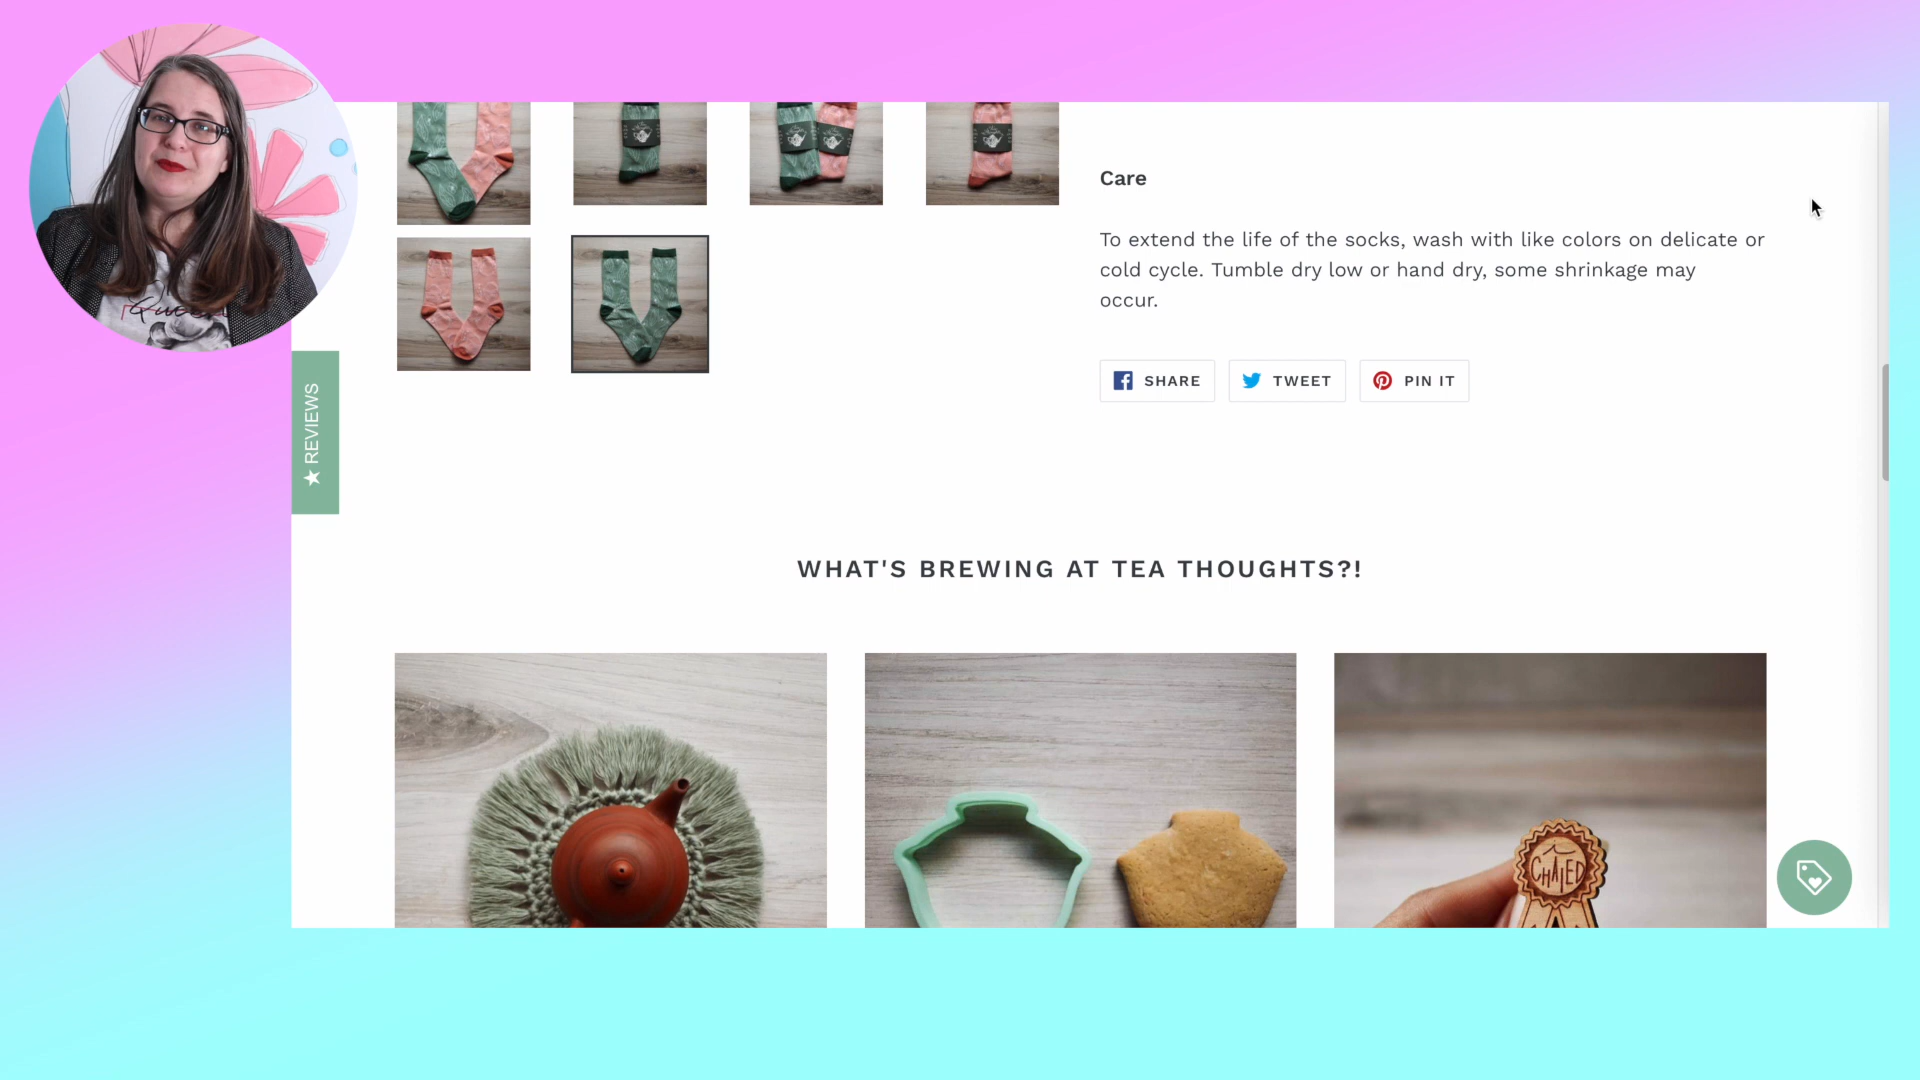 Care
To extend the life of the socks, wash with like colors on delicate or
cold cycle. Tumble dry low or hand dry, some shrinkage may
occur.
SHARE
TWEET
PIN IT
★ REVIEWS
WHAT'S BREWING AT TEA THOUGHTS?!